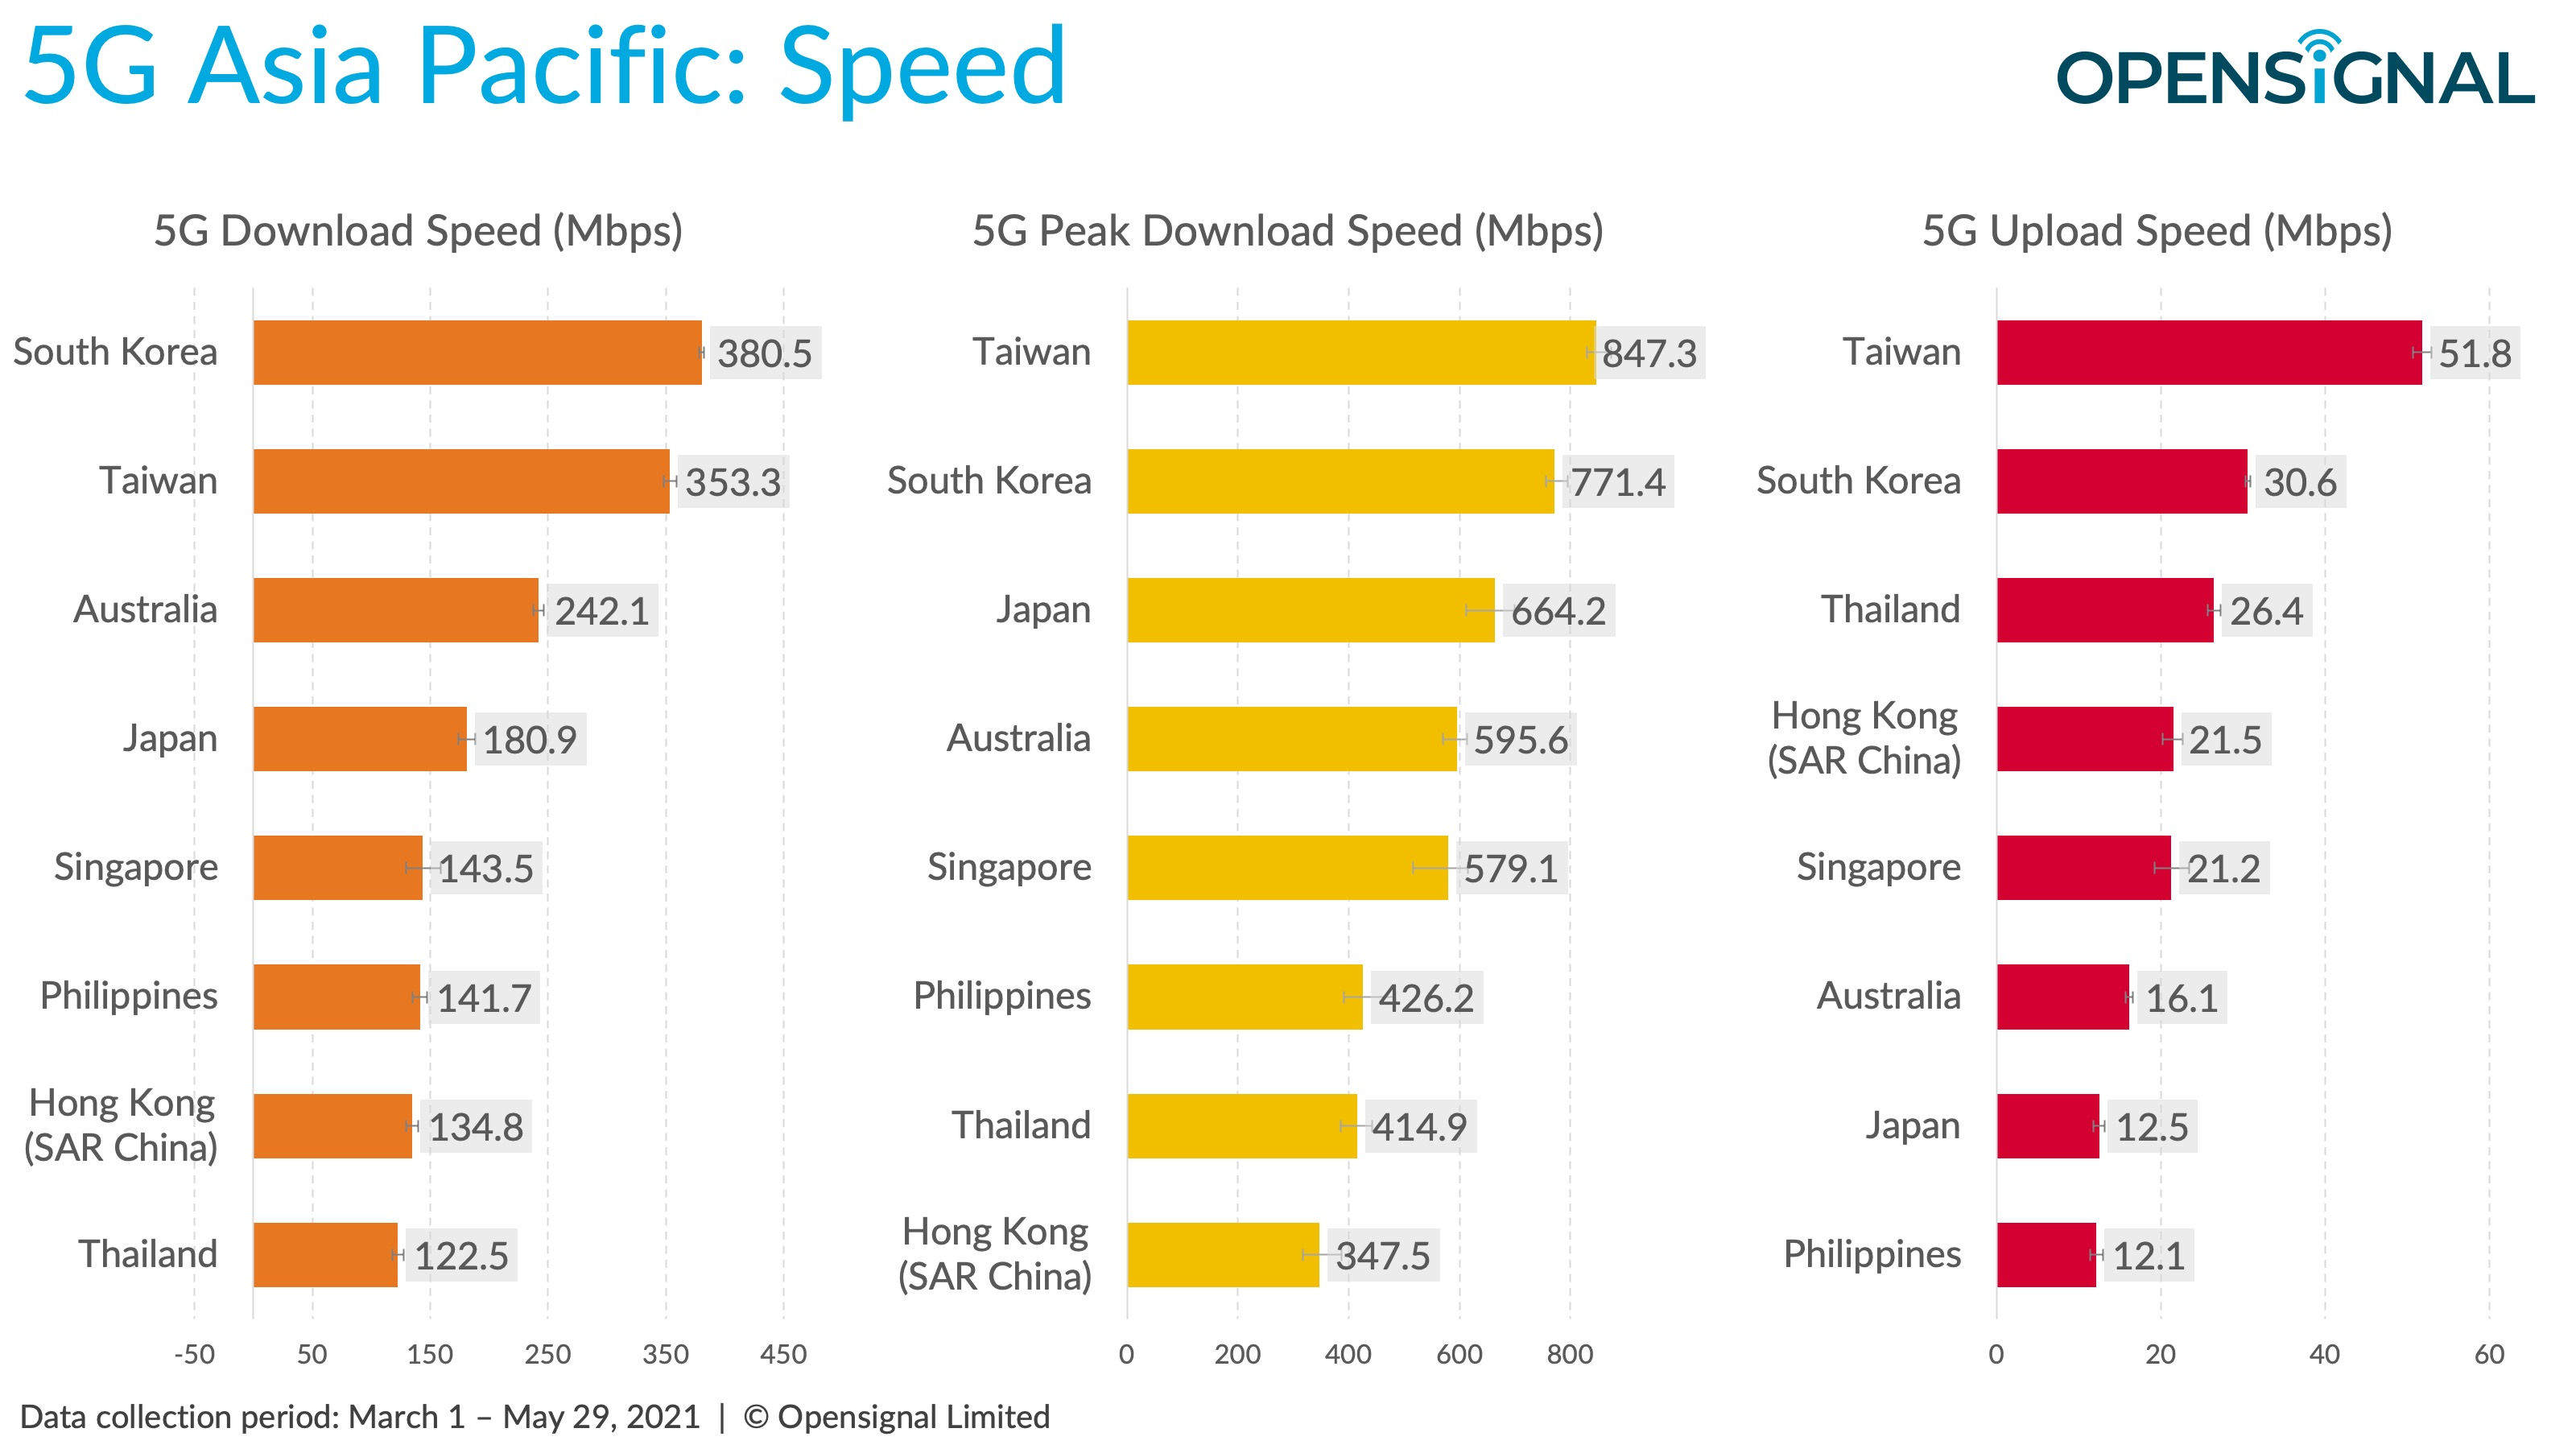 5G Asia Pacific: Speed
OPENSiGNAL
5G Download Speed (Mbps)
South Korea 380.5
Taiwan 353.3
Australia 242.1
Japan 180.9
Singapore 143.5
Philippines 141.7
Hong Kong
(SAR China) 134.8
Thailand 122.5
-50 50 150 250 350 450
5G Peak Download Speed (Mbps)
Taiwan 847.3
South Korea 771.4
Japan 664.2
Australia 595.6
Singapore 579.1
Philippines 426.2
Thailand 414.9
Hong Kong
(SAR China) 347.5
0 200 400 600 800
5G Upload Speed (Mbps)
Taiwan 51.8
South Korea 30.6
Thailand 26.4
Hong Kong
(SAR China) 21.5
Singapore 21.2
Australia 16.1
Japan 12.5
Philippines 12.1
0 20 40 60
Data collection period: March 1 – May 29, 2021 | © Opensignal Limited